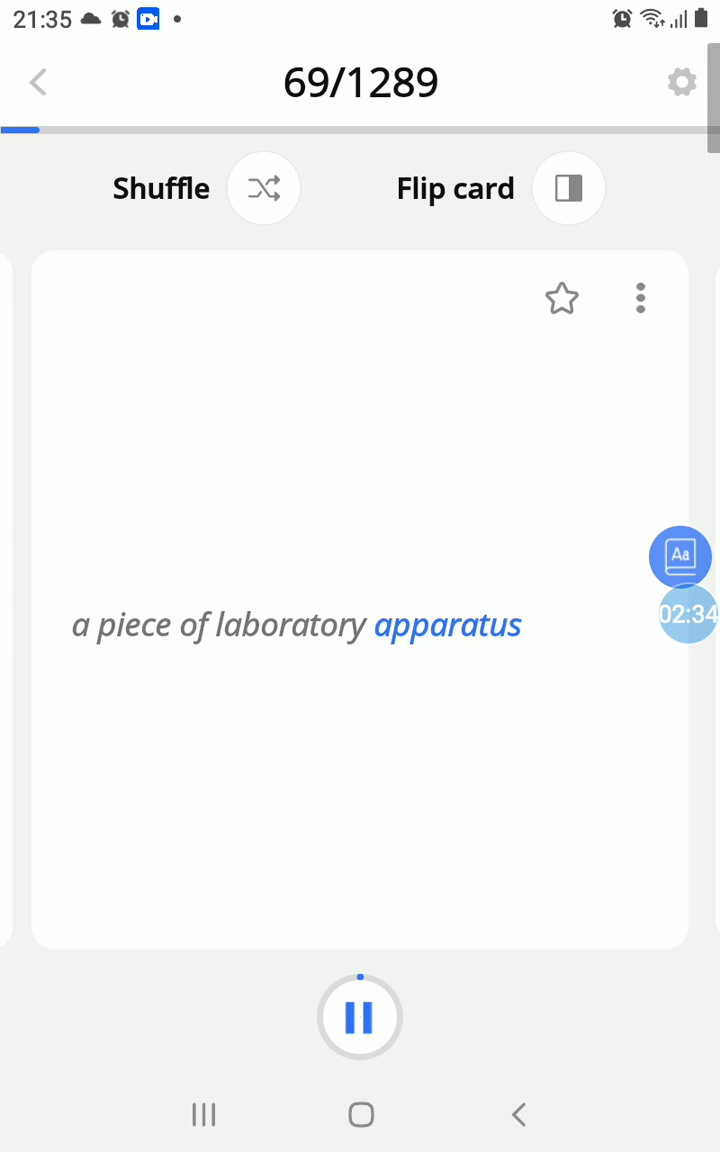 21:35
69/1289
Shuffle
Flip card
Aa
02:34
a piece of laboratory apparatus